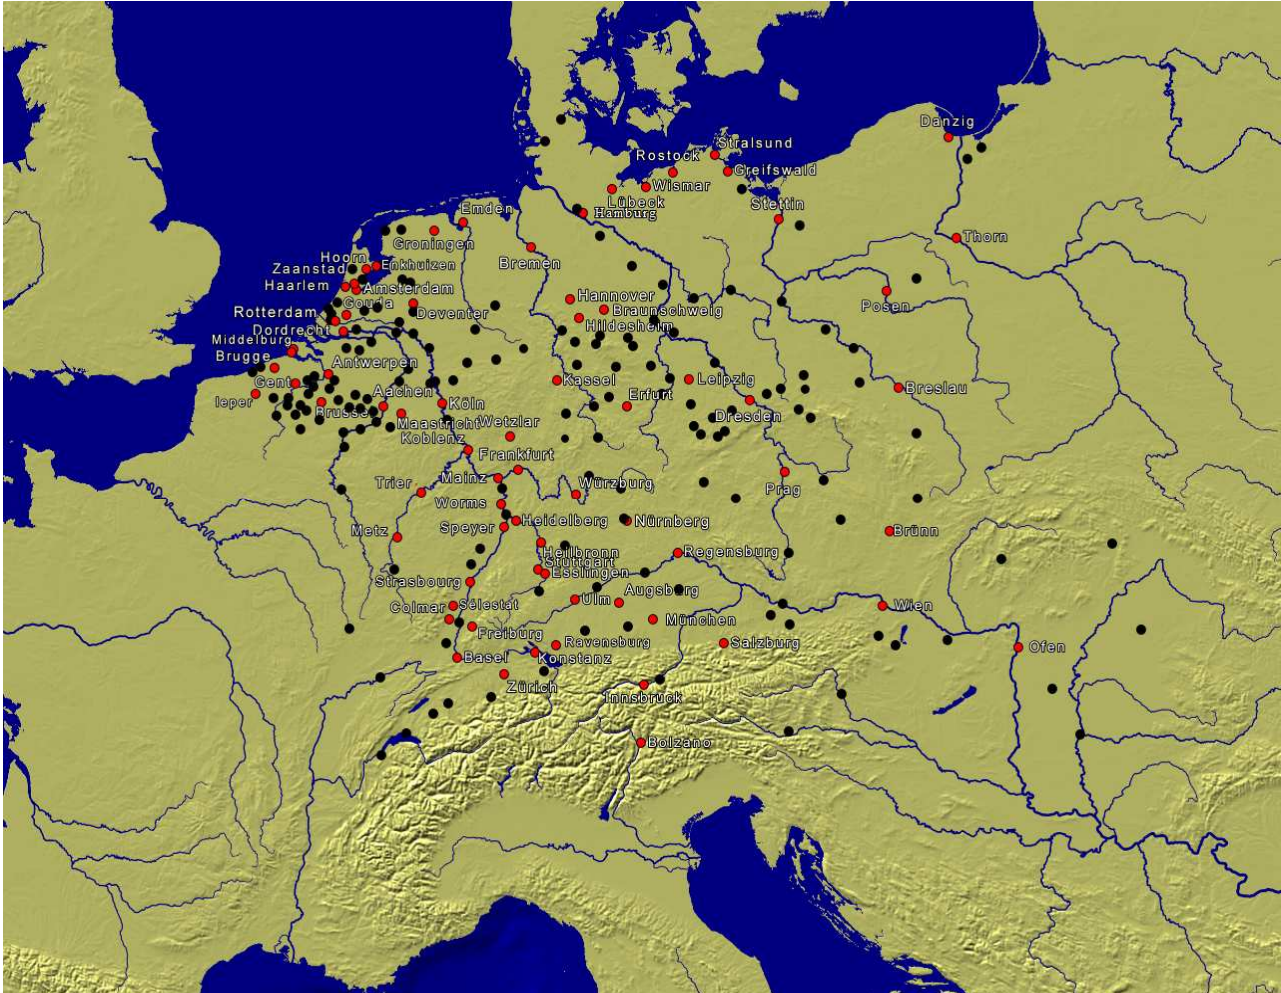 Danzig
Stralsund
Rostock
Greifswald
Wismar
Lübeck
Stettin
Hamburg
Emden
Groningen
Thorn
Bremen
Hoorn
Enkhuizen
Zaanstad
Haarlem
Amsterdam
Hannover
Posen
Gouda
Braunschweig
Rotterdam
Deventer
Hildesheim
Dordrecht
Middelburg
Brugge
Antwerpen
Gent
Kassel
Leipzig
Breslau
Aachen
Erfurt
Ieper
Köln
Brusse
Dresden
Maastricht
Wetzlar
Koblenz
Frankfurt
Mainz
Trier
Würzburg
Prag
Worms
Heidelberg
Nürnberg
Speyer
Metz
Brünn
Heilbronn
Regensburg
Stuttgart
Esslingen
Strasbourg
Augsberg
Ulm
Selestat
Colmar
Wien
München
Freiburg
Ravensburg
Salzburg
Ofen
Basel
Konstanz
Zürich
Innsbruck
Bolzano